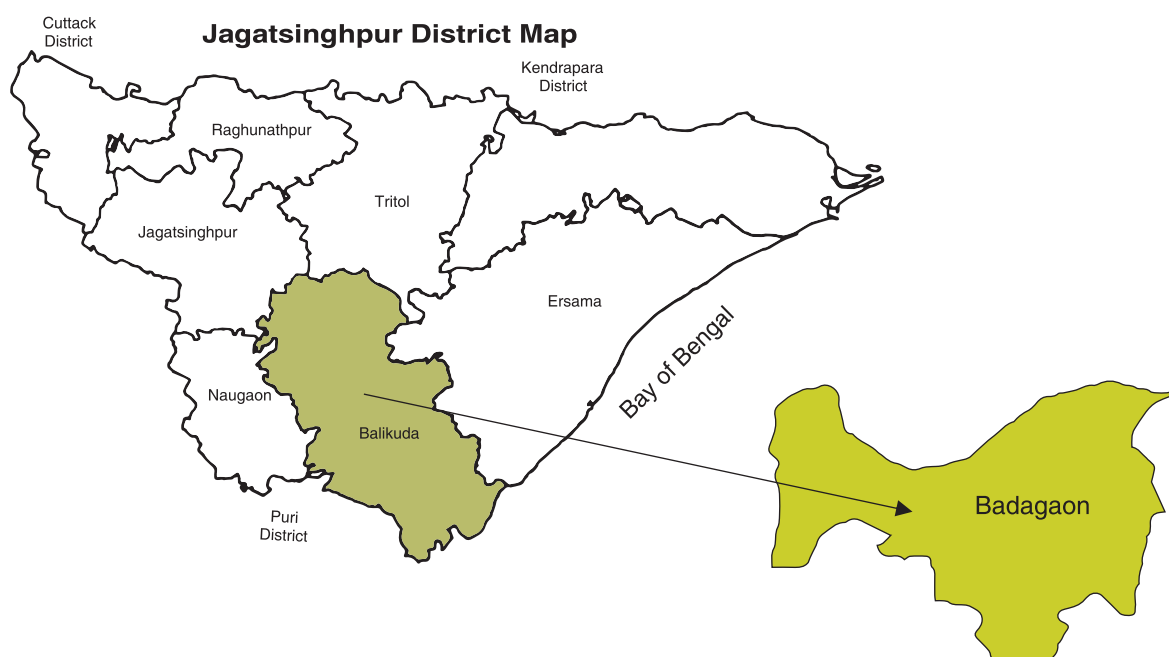 Cuttack
District
Jagatsinghpur District Map
Kendrapara
District
Raghunathpur
Tritol
Jagatsinghpur
Ersama
Bay of Bengal
Naugaon
Balikuda
Badagaon
Puri
District